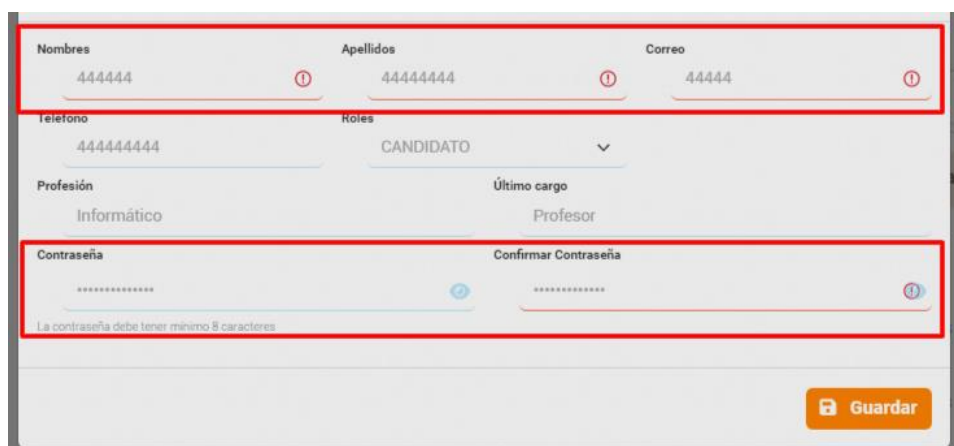 Nombres Apellidos Correo
444444 44444444 44444
Telefono Roles
444444444 CANDIDATO
Profesión Último cargo
Informático Profesor
Contraseña Confirmar Contraseña
La contraseña debe tener mínimo 8 caracteres
Guardar